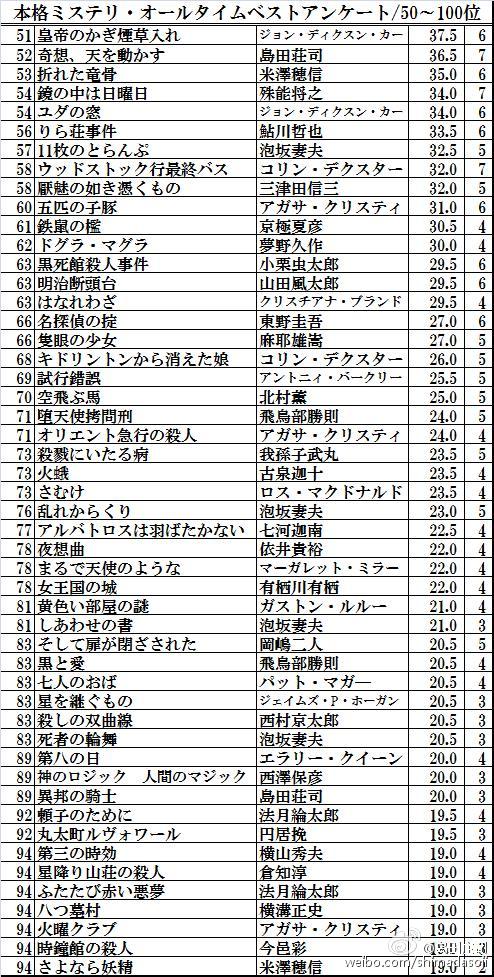 本格ミステリ・オールタイムベストアンケート/50～100位
51 皇帝のかぎ煙草入れ ジョン・ディクスン・カー 37.5 6
52 奇想、天を動かす 島田荘司 36.5 7
53 折れた竜骨 米澤穂信 35.0 6
54 鏡の中は日曜日 殊能将之 34.0 7
54 ユダの窓 ジョン・ディクスン・カー 34.0 6
56 りら荘事件 鮎川哲也 33.5 6
57 11枚のとらんぷ 泡坂妻夫 32.5 5
58 ウッドストック行最終バス コリン・デクスター 32.0 7
58 厭魅の如き憑くもの 三津田信三 32.0 5
60 五匹の子豚 アガサ・クリスティ 31.0 6
61 鉄鼠の檻 京極夏彦 30.5 4
62 ドグラ・マグラ 夢野久作 30.0 4
63 黒死館殺人事件 小栗虫太郎 29.5 6
63 明治断頭台 山田風太郎 29.5 6
63 はなれわざ クリスチアナ・ブランド 29.5 4
66 名探偵の掟 東野圭吾 27.0 6
66 隻眼の少女 麻耶雄嵩 27.0 5
68 キドリントンから消えた娘 コリン・デクスター 26.0 5
69 試行錯誤 アントニィ・バークリー 25.5 5
70 空飛ぶ馬 北村薫 25.0 5
71 堕天使拷問刑 飛鳥部勝則 24.0 5
71 オリエント急行の殺人 アガサ・クリスティ 24.0 4
73 殺戮にいたる病 我孫子武丸 23.5 5
73 火蛾 古泉迦十 23.5 4
73 さむけ ロス・マクドナルド 23.5 4
76 乱れからくり 泡坂妻夫 23.0 5
77 アルバトロスは羽ばたかない 七河迦南 22.5 4
78 夜想曲 依井貴裕 22.0 4
78 まるで天使のような マーガレット・ミラー 22.0 4
78 女王国の城 有栖川有栖 22.0 4
81 黄色い部屋の謎 ガストン・ルルー 21.0 4
81 しあわせの書 泡坂妻夫 21.0 3
83 そして扉が閉ざされた 岡嶋二人 20.5 5
83 黒と愛 飛鳥部勝則 20.5 4
83 七人のおば パット・マガー 20.5 4
83 星を継ぐもの ジェイムズ・P・ホーガン 20.5 4
83 殺しの双曲線 西村京太郎 20.5 3
83 死者の輪舞 泡坂妻夫 20.5 3
89 第八の日 エラリー・クイーン 20.0 4
89 神のロジック　人間のマジック 西澤保彦 20.0 3
89 異邦の騎士 島田荘司 20.0 3
92 頼子のために 法月綸太郎 19.5 4
92 丸太町ルヴォワール 円居挽 19.5 3
94 第三の時効 横山秀夫 19.0 4
94 星降り山荘の殺人 倉知淳 19.0 4
94 ふたたび赤い悪夢 法月綸太郎 19.0 3
94 八つ墓村 横溝正史 19.0 3
94 火曜クラブ アガサ・クリスティ 19.0 3
94 時鐘館の殺人 今邑彩
94 さよなら妖精 米澤穂信
weibo.com/shimadasoji